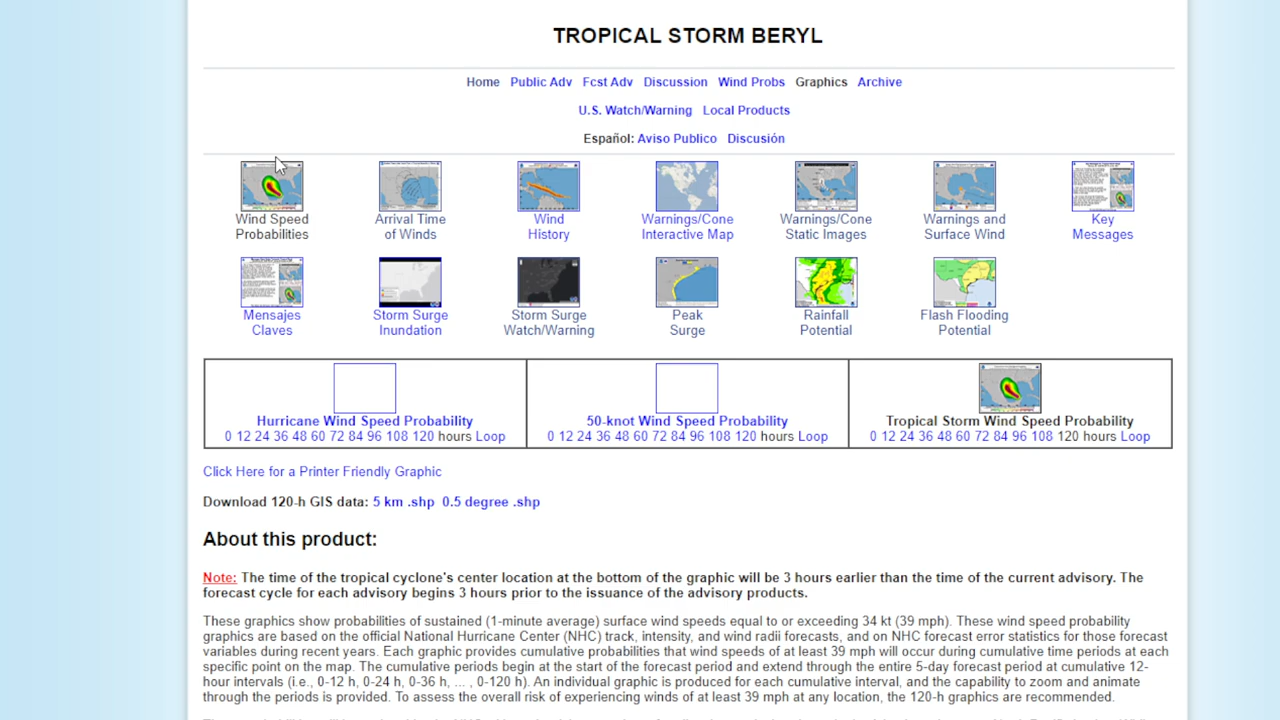 TROPICAL STORM BERYL
Home Public Adv Fcst Adv Discussion Wind Probs Graphics Archive
U.S. Watch/Warning Local Products
Español: Aviso Publico Discusión
Wind Speed Probabilities
Arrival Time of Winds
Wind History
Warnings/Cone Interactive Map
Warnings/Cone Static Images
Warnings and Surface Wind
Key Messages
Mensajes Claves
Storm Surge Inundation
Storm Surge Watch/Warning
Peak Surge
Rainfall Potential
Flash Flooding Potential
Hurricane Wind Speed Probability
0 12 24 36 48 60 72 84 96 108 120 hours Loop
50-knot Wind Speed Probability
0 12 24 36 48 60 72 84 96 108 120 hours Loop
Tropical Storm Wind Speed Probability
0 12 24 36 48 60 72 84 96 108 120 hours Loop
Click Here for a Printer Friendly Graphic
Download 120-h GIS data: 5 km .shp 0.5 degree .shp
About this product:
Note: The time of the tropical cyclone's center location at the bottom of the graphic will be 3 hours earlier than the time of the current advisory. The
forecast cycle for each advisory begins 3 hours prior to the issuance of the advisory products.
These graphics show probabilities of sustained (1-minute average) surface wind speeds equal to or exceeding 34 kt (39 mph). These wind speed probability
graphics are based on the official National Hurricane Center (NHC) track, intensity, and wind radii forecasts, and on NHC forecast error statistics for those forecast
variables during recent years. Each graphic provides cumulative probabilities that wind speeds of at least 39 mph will occur during cumulative time periods at each
specific point on the map. The cumulative periods begin at the start of the forecast period and extend through the entire 5-day forecast period at cumulative 12-
hour intervals (i.e., 0-12 h, 0-24 h, 0-36 h, ... , 0-120 h). An individual graphic is produced for each cumulative interval, and the capability to zoom and animate
through the periods is provided. To assess the overall risk of experiencing winds of at least 39 mph at any location, the 120-h graphics are recommended.